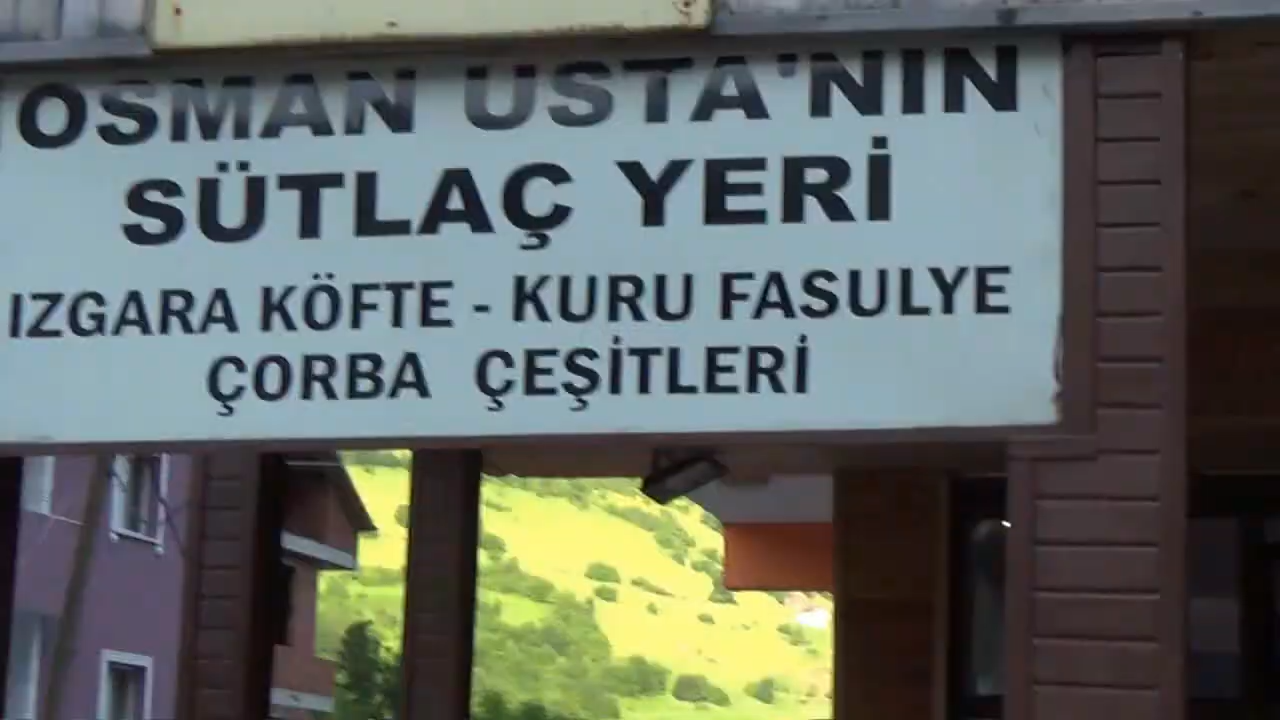 OSMAN USTA'NIN
SÜTLAÇ YERİ
IZGARA KÖFTE - KURU FASULYE
ÇORBA ÇEŞİTLERİ